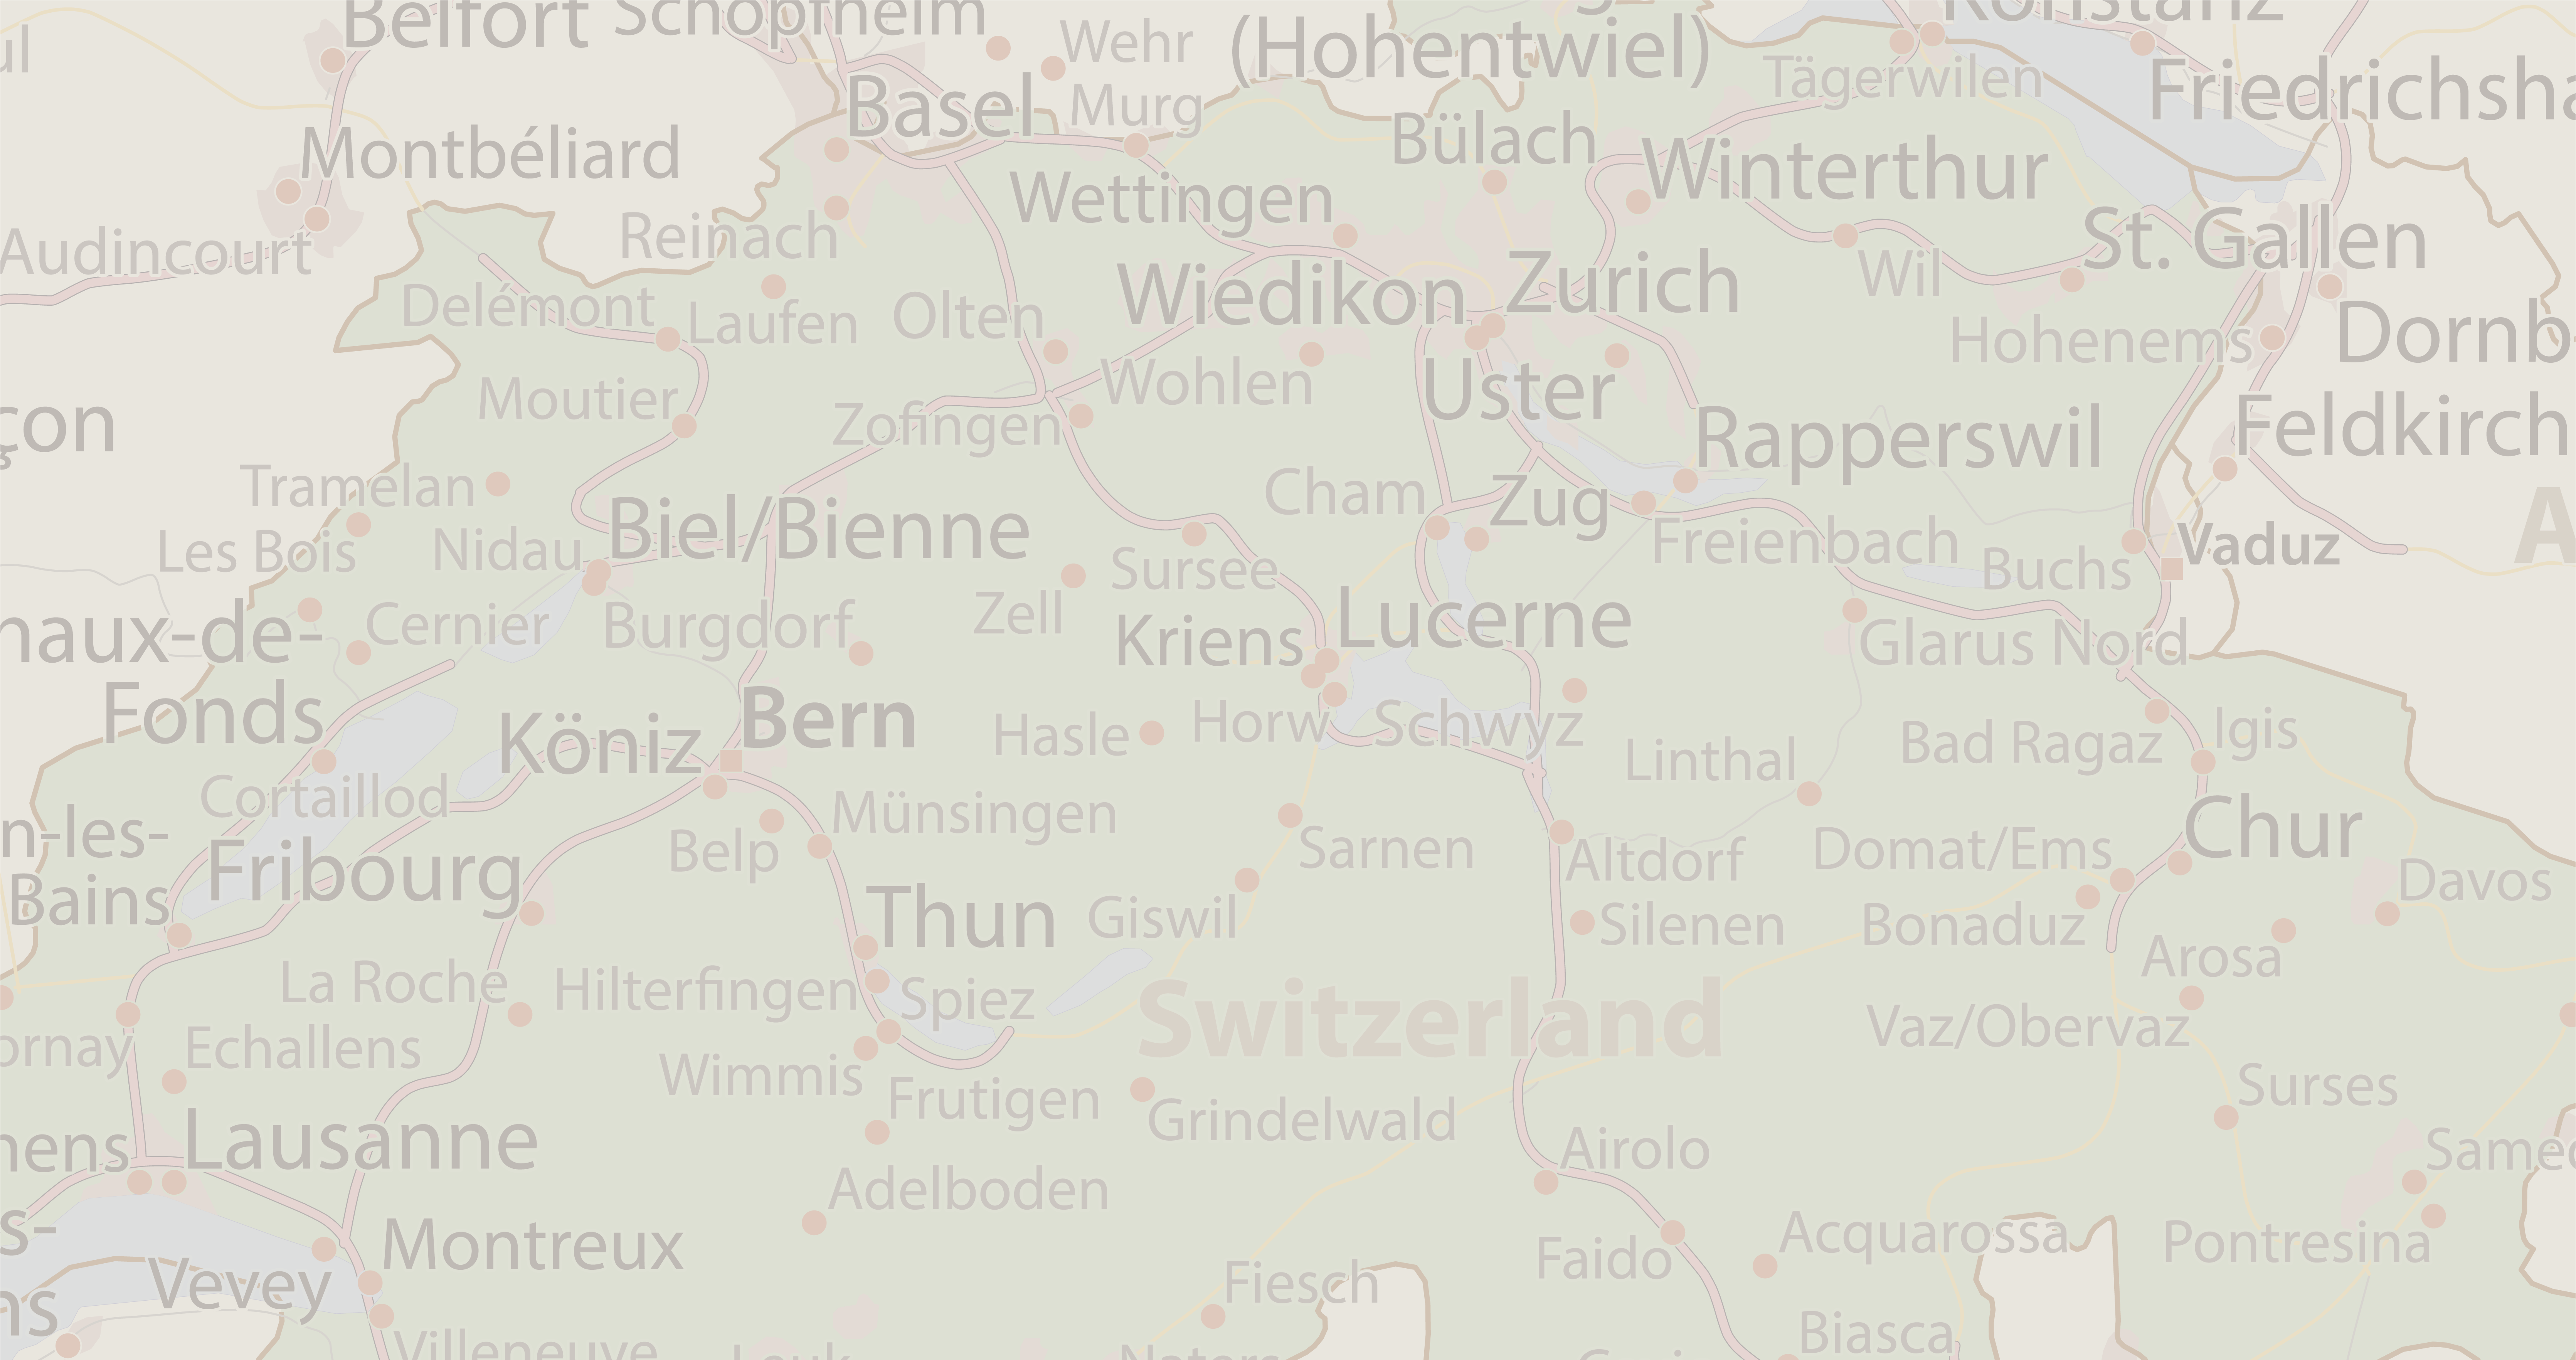 Belfort
Schopfheim
Wehr
(Hohentwiel)
Konstanz
Tägerwilen
Friedrichsha
Basel
Murg
Bülach
Montbéliard
Winterthur
Wettingen
Audincourt
Reinach
St. Gallen
Wiedikon
Zurich
Wil
Delémont
Laufen
Olten
Hohenems
Dornb
Moutier
Wohlen
Uster
çon
Zofingen
Rapperswil
Feldkirch
Tramelan
Cham
Zug
Les Bois
Nidau
Biel/Bienne
Sursee
Freienbach
Buchs
Vaduz
A
Zell
Lucerne
haux-de-
Fonds
Cernier
Burgdorf
Kriens
Glarus Nord
Köniz
Bern
Hasle
Horw
Schwyz
Bad Ragaz
Igis
Linthal
Cortaillod
Münsingen
Chur
n-les-
Bains
Fribourg
Belp
Sarnen
Altdorf
Domat/Ems
Davos
Thun
Giswil
Silenen
Bonaduz
Arosa
La Roche
Hilterfingen
Spiez
Switzerland
Vaz/Obervaz
ornay
Echallens
Wimmis
Frutigen
Grindelwald
Surses
nens
Lausanne
Airolo
Samed
Adelboden
s-
Montreux
Acquarossa
Pontresina
Faido
Vevey
Fiesch
ns
Biasca
Villeneuve
Leuk
Naters